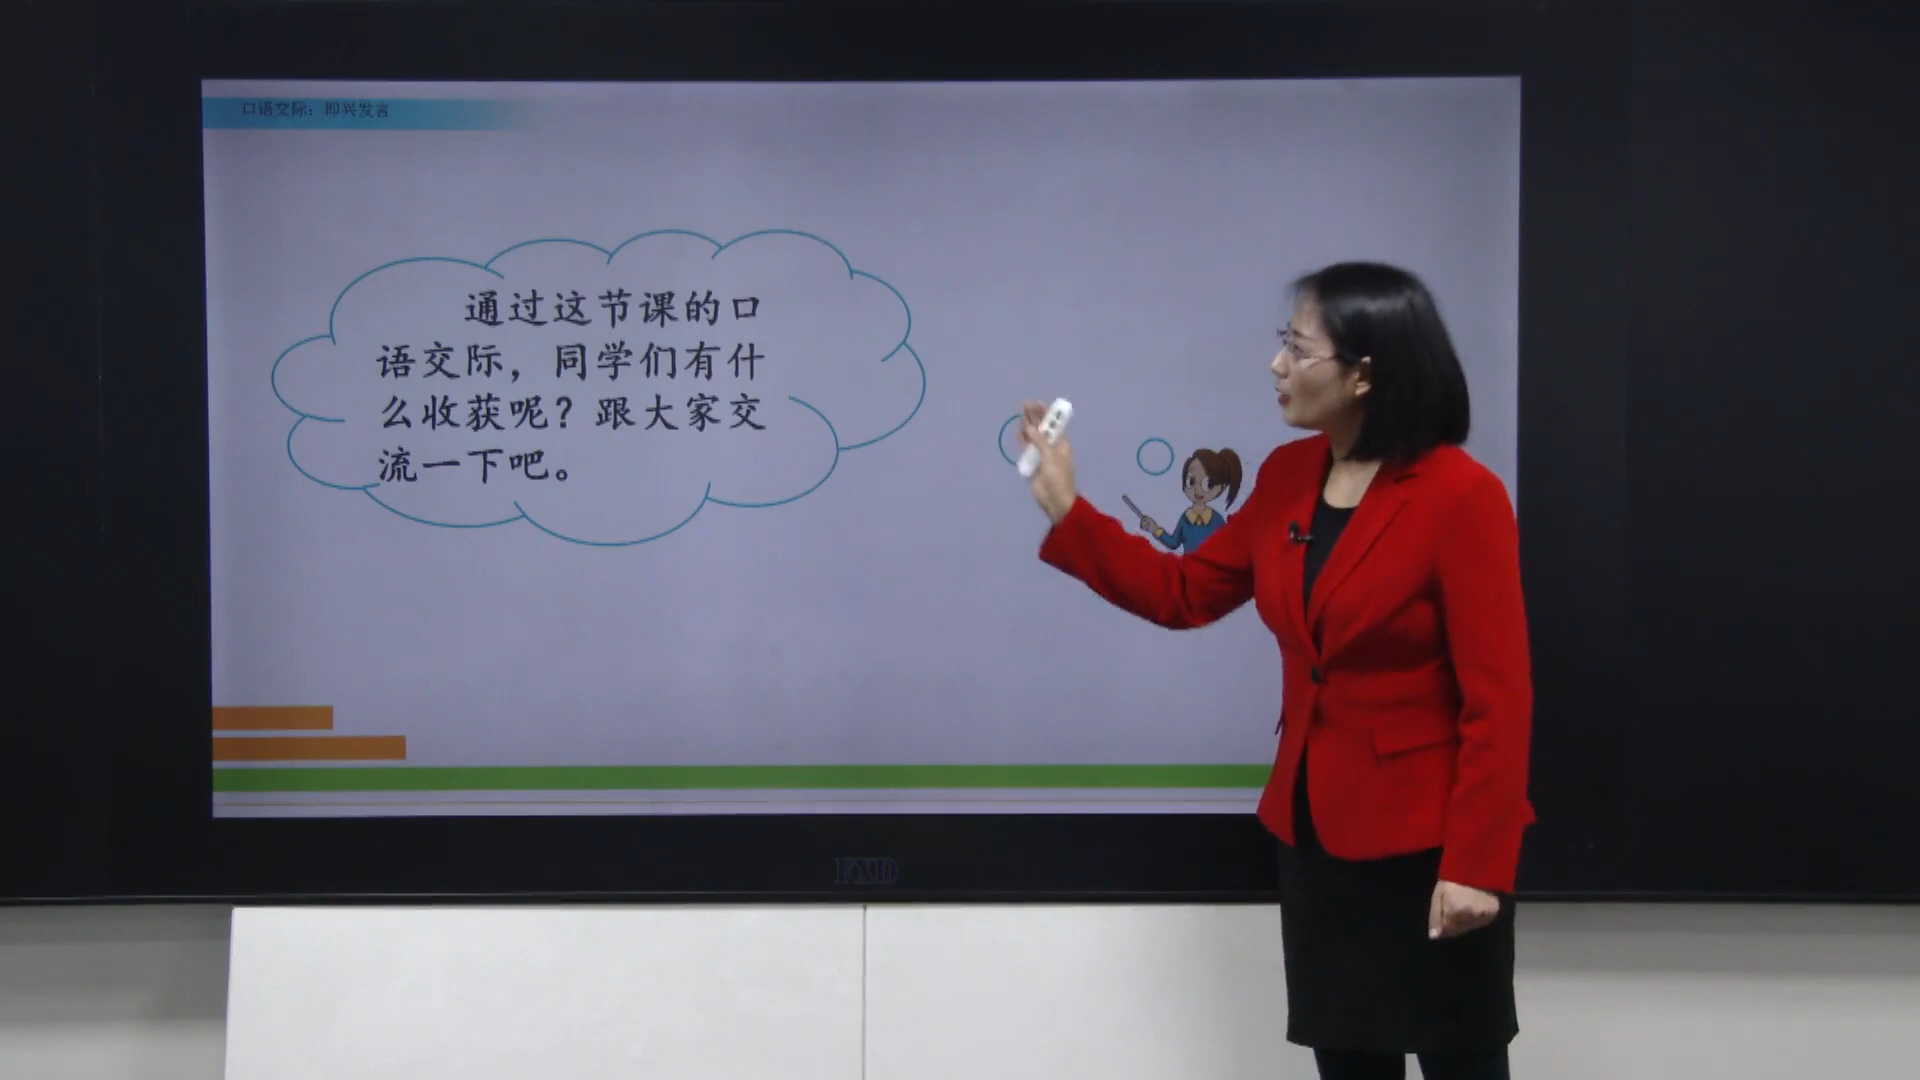 口语交际：即兴发言
通过这节课的口
语交际，同学们有什
么收获呢？跟大家交
流一下吧。
FXD